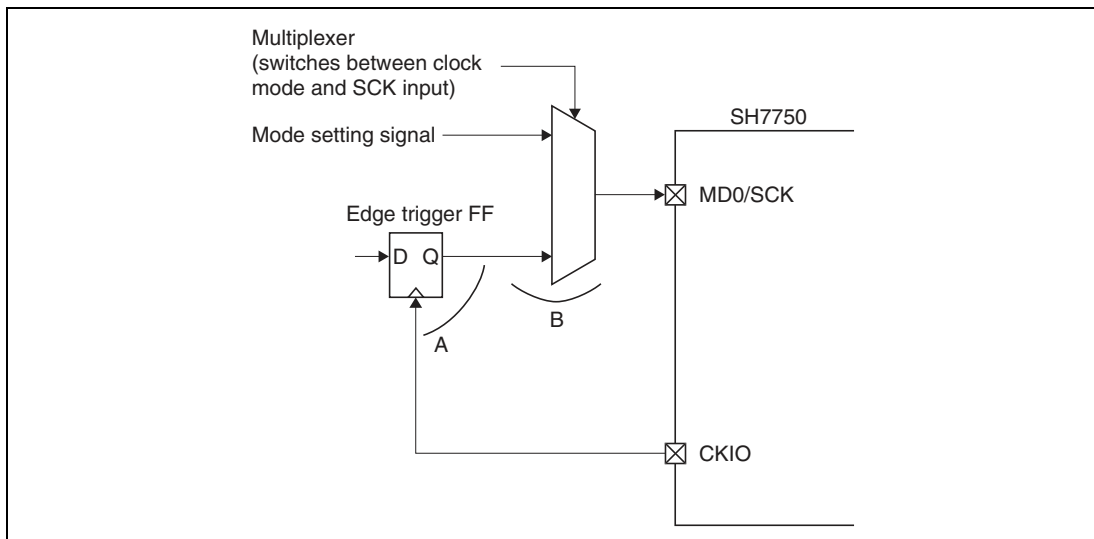 Multiplexer
(switches between clock
mode and SCK input)
SH7750
Mode setting signal
MD0/SCK
Edge trigger FF
D Q
B
A
CKIO